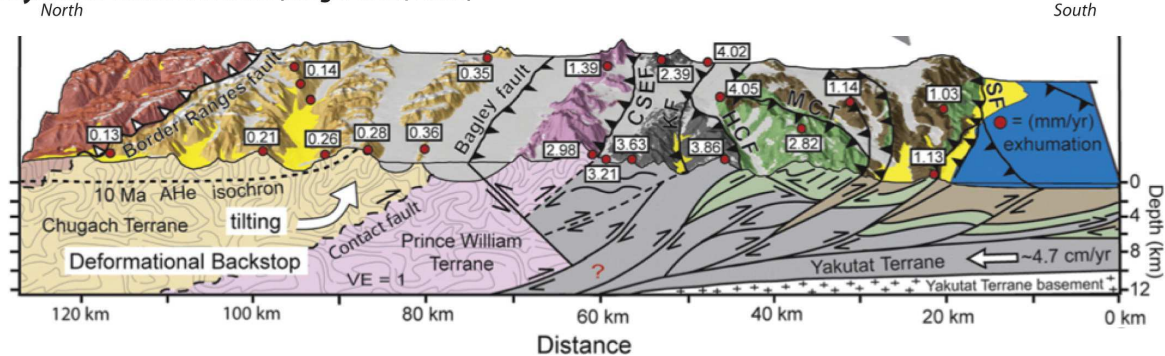 North
South
4.02
0.14
0.35
1.39
2.39
CSEF
Border Ranges fault
Bagley fault
KF
4.05
HCF
MCT
1.14
1.03
SF
= (mm/yr)
exhumation
0.13
0.21
0.26
0.28
0.36
2.98
3.63
3.86
2.82
1.13
3.21
10 Ma AHe isochron
Chugach Terrane
tilting
Contact fault
Deformational Backstop
Prince William
Terrane
VE = 1
?
Yakutat Terrane
~4.7 cm/yr
Yakutat Terrane basement
0
4
8
12
Depth (km)
120 km
100 km
80 km
60 km
40 km
20 km
0 km
Distance